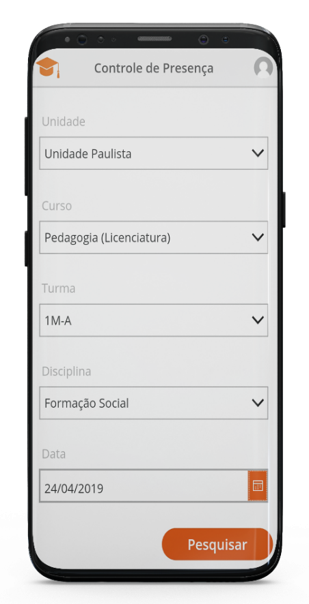 Controle de Presença
Unidade
Unidade Paulista
Curso
Pedagogia (Licenciatura)
Turma
1M-A
Disciplina
Formação Social
Data
24/04/2019
Pesquisar